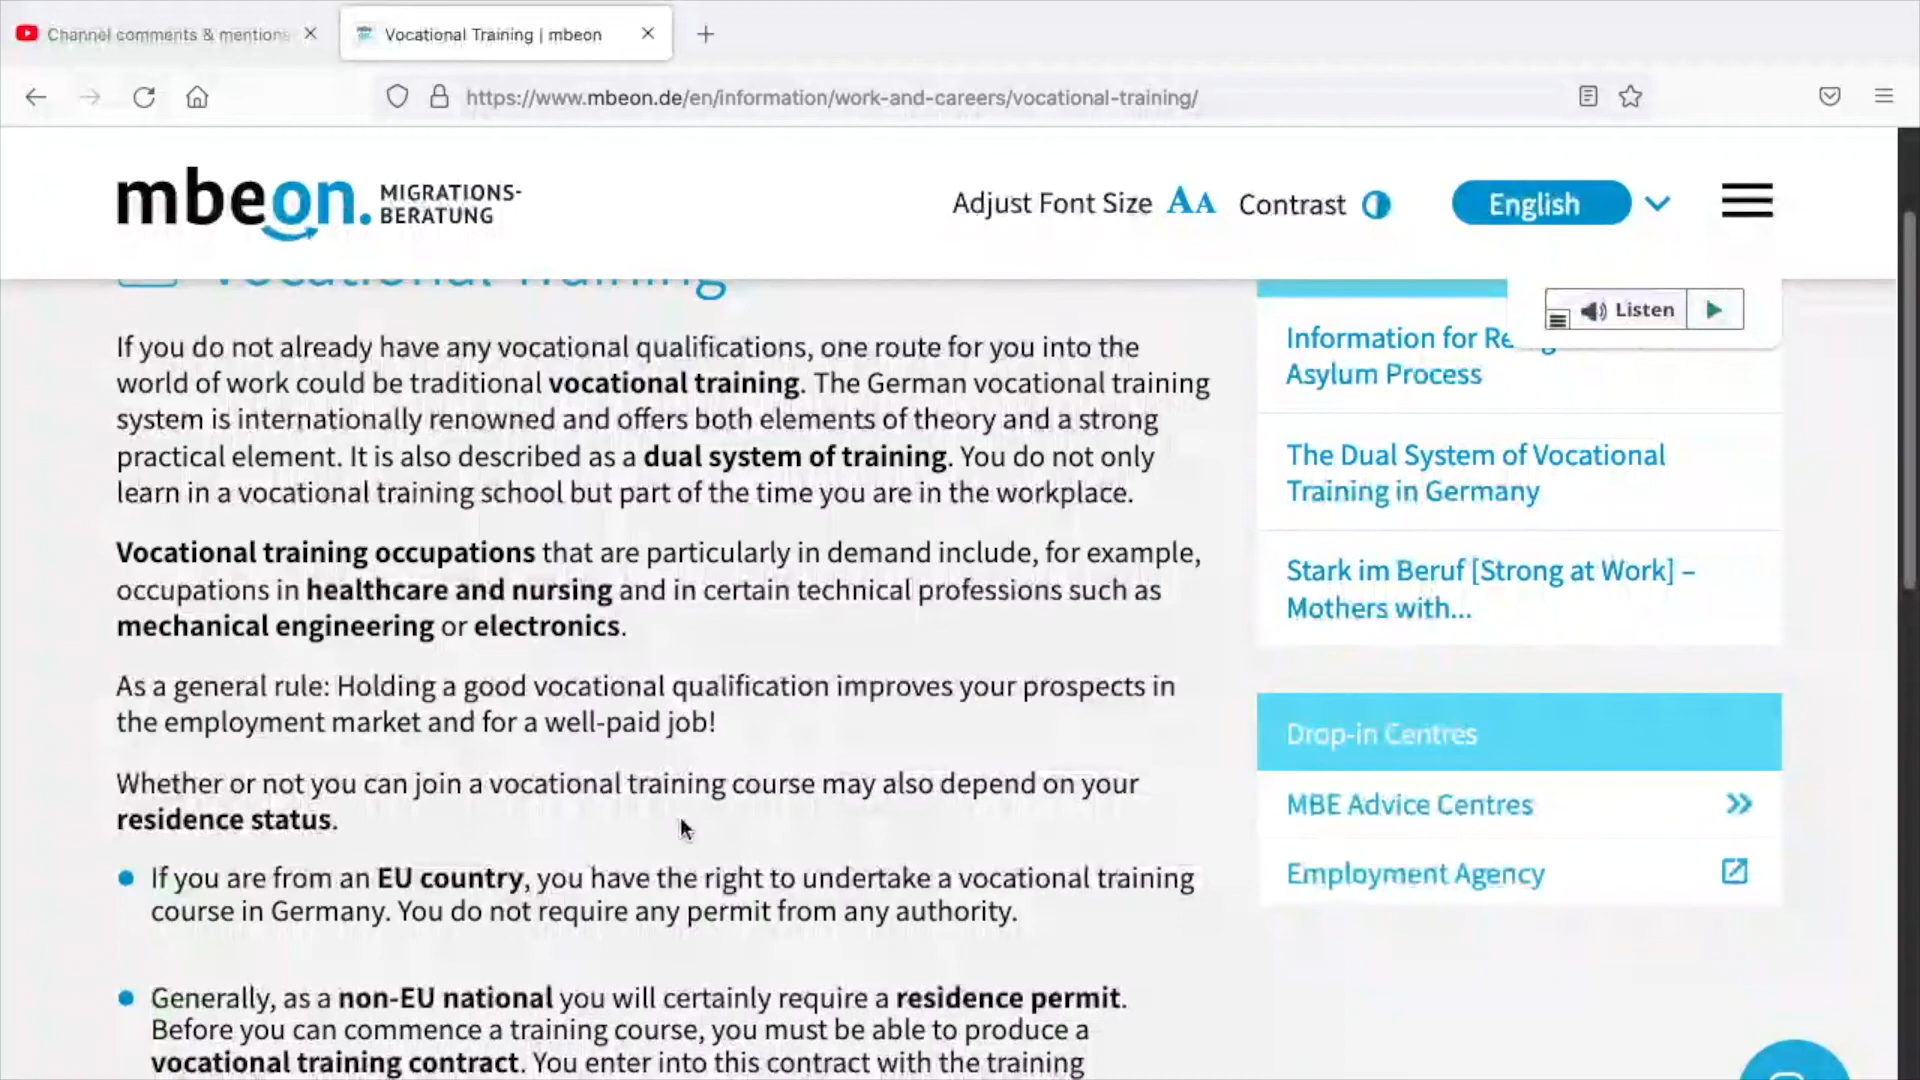 Channel comments & mentions
Vocational Training | mbeon
https://www.mbeon.de/en/information/work-and-careers/vocational-training/
mbeon. MIGRATIONS-
BERATUNG
Adjust Font Size AA Contrast
English
Vocational Training
Listen
If you do not already have any vocational qualifications, one route for you into the
world of work could be traditional vocational training. The German vocational training
system is internationally renowned and offers both elements of theory and a strong
practical element. It is also described as a dual system of training. You do not only
learn in a vocational training school but part of the time you are in the workplace.
Vocational training occupations that are particularly in demand include, for example,
occupations in healthcare and nursing and in certain technical professions such as
mechanical engineering or electronics.
As a general rule: Holding a good vocational qualification improves your prospects in
the employment market and for a well-paid job!
Whether or not you can join a vocational training course may also depend on your
residence status.
If you are from an EU country, you have the right to undertake a vocational training
course in Germany. You do not require any permit from any authority.
Generally, as a non-EU national you will certainly require a residence permit.
Before you can commence a training course, you must be able to produce a
vocational training contract. You enter into this contract with the training
Information for
Asylum Process
The Dual System of Vocational
Training in Germany
Stark im Beruf [Strong at Work] –
Mothers with...
Drop-in Centres
MBE Advice Centres
Employment Agency